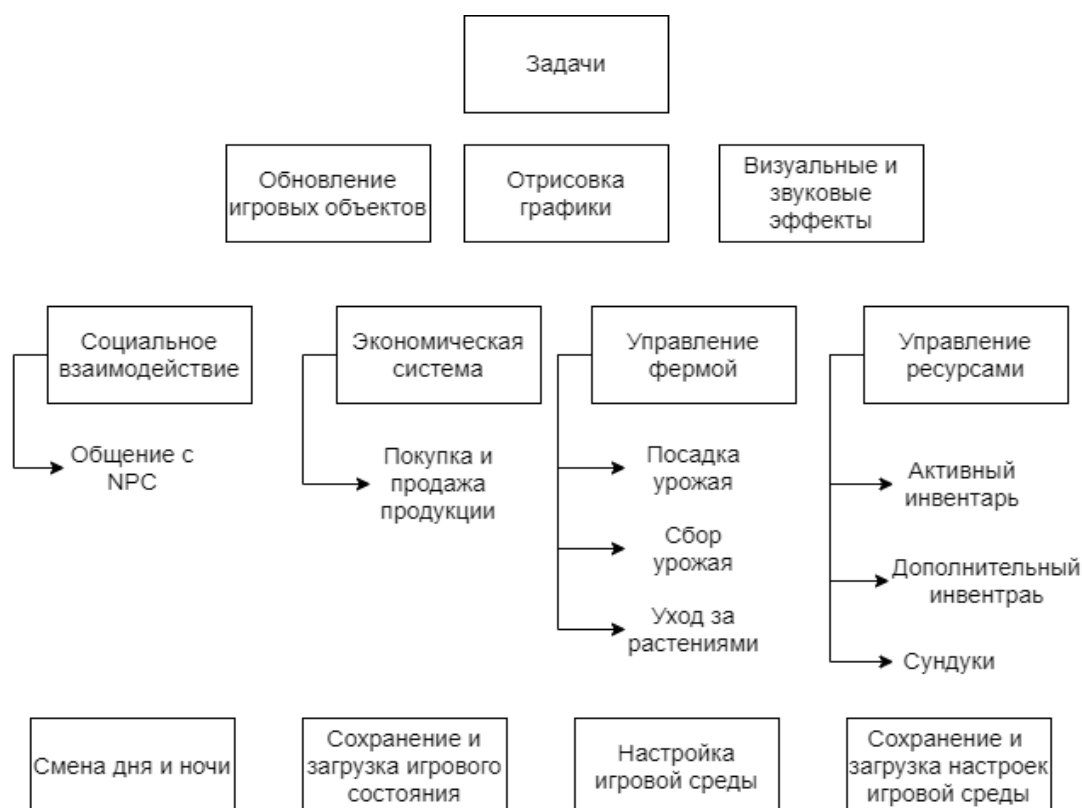 Задачи
Обновление
игровых объектов
Отрисовка
графики
Визуальные и
звуковые
эффекты
Социальное
взаимодействие
Экономическая
система
Управление
фермой
Управление
ресурсами
Общение с
NPC
Покупка и
продажа
продукции
Посадка
урожая
Сбор
урожая
Уход за
растениями
Активный
инвентарь
Дополнительный
инвентраь
Сундуки
Смена дня и ночи
Сохранение и
загрузка игрового
состояния
Настройка
игровой среды
Сохранение и
загрузка настроек
игровой среды